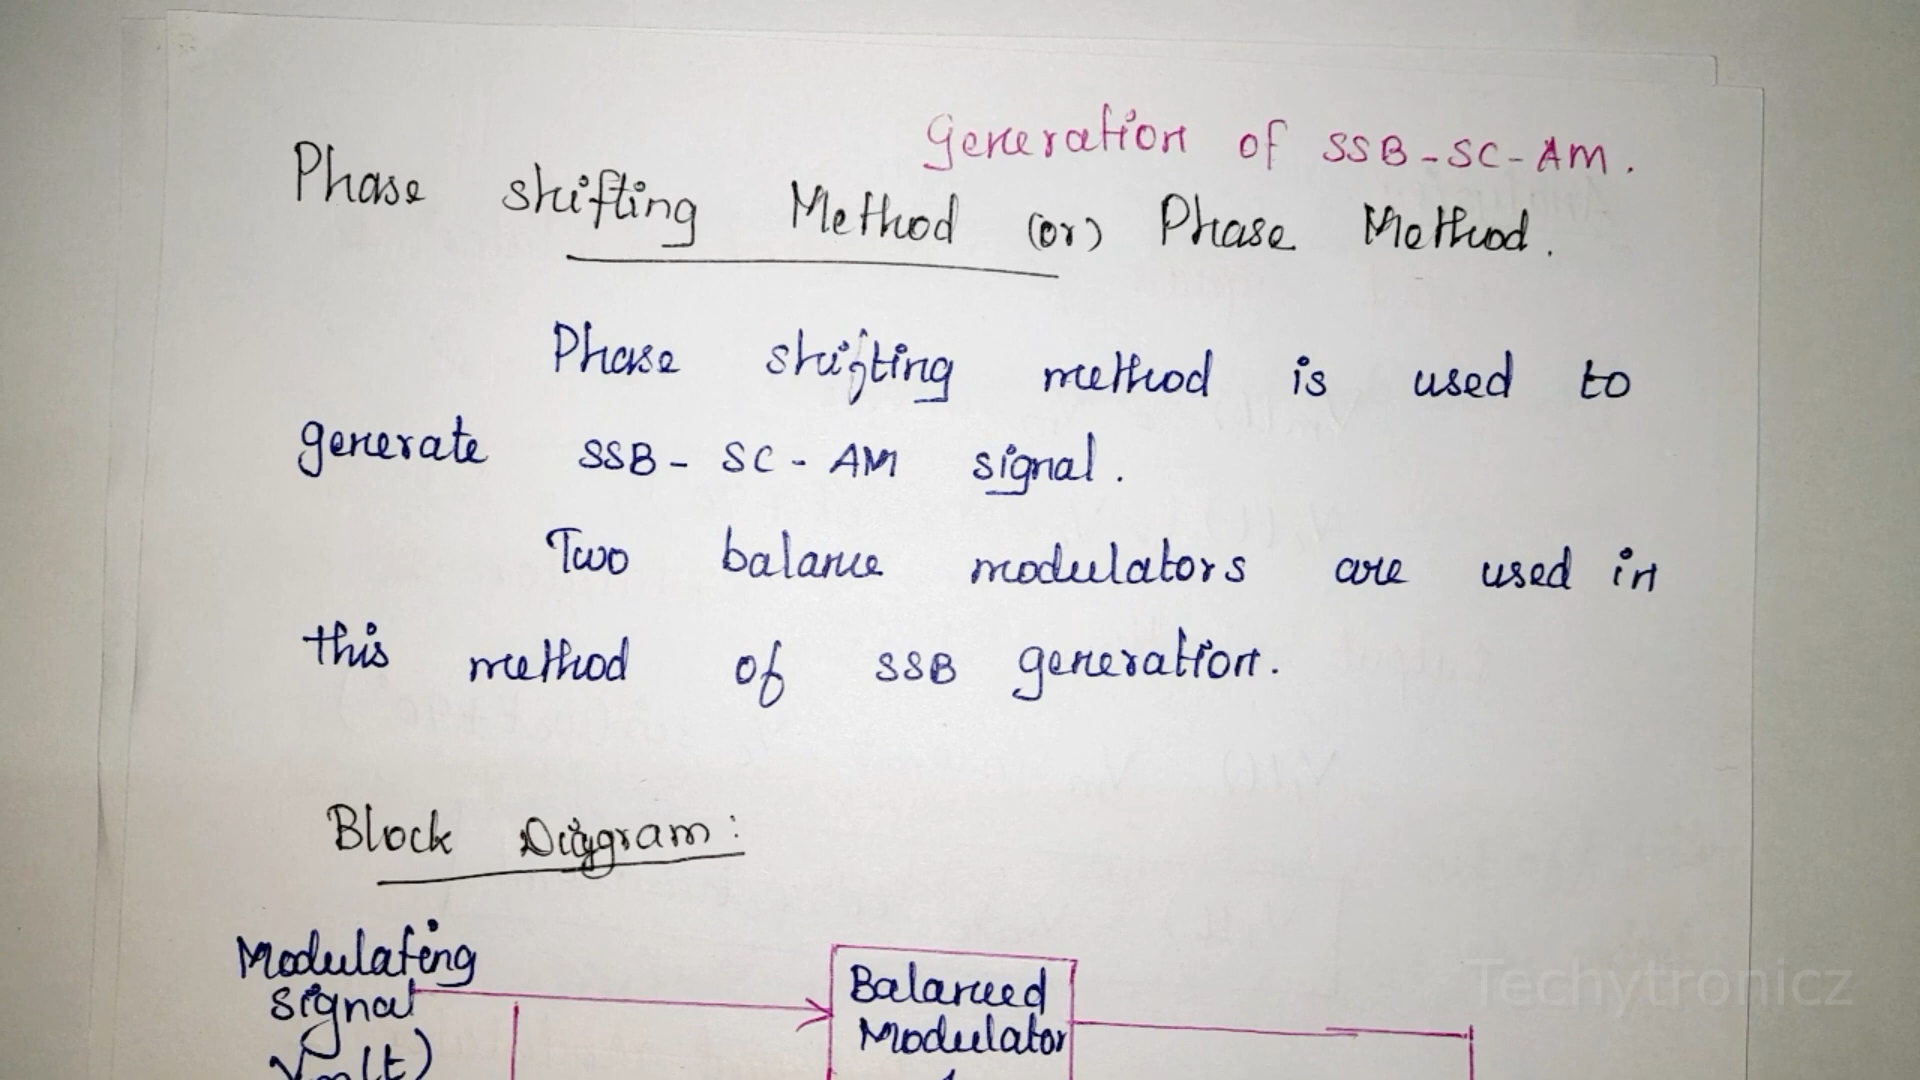 Generation of SSB-SC-AM.
Phase shifting Method (or) Phase Method.
Phase shifting method is used to
generate SSB-SC-AM signal.
Two balance modulators are used in
this method of SSB generation.
Block Diagram:
Modulating
signal
Vm(t)
Balanced
Modulator
Techytronicz